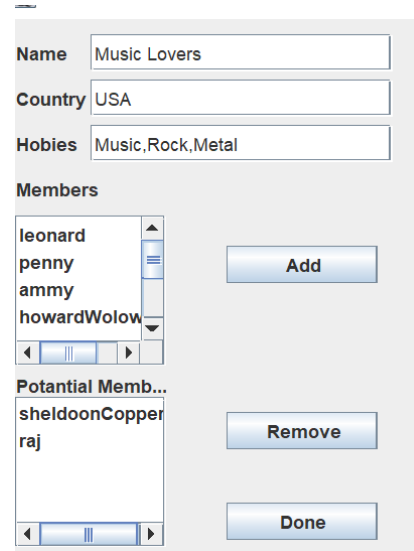 Name Music Lovers
Country USA
Hobies Music,Rock,Metal
Members
leonard
penny
ammy
howardWolow
Add
Potantial Memb...
sheldoonCopper
raj
Remove
Done